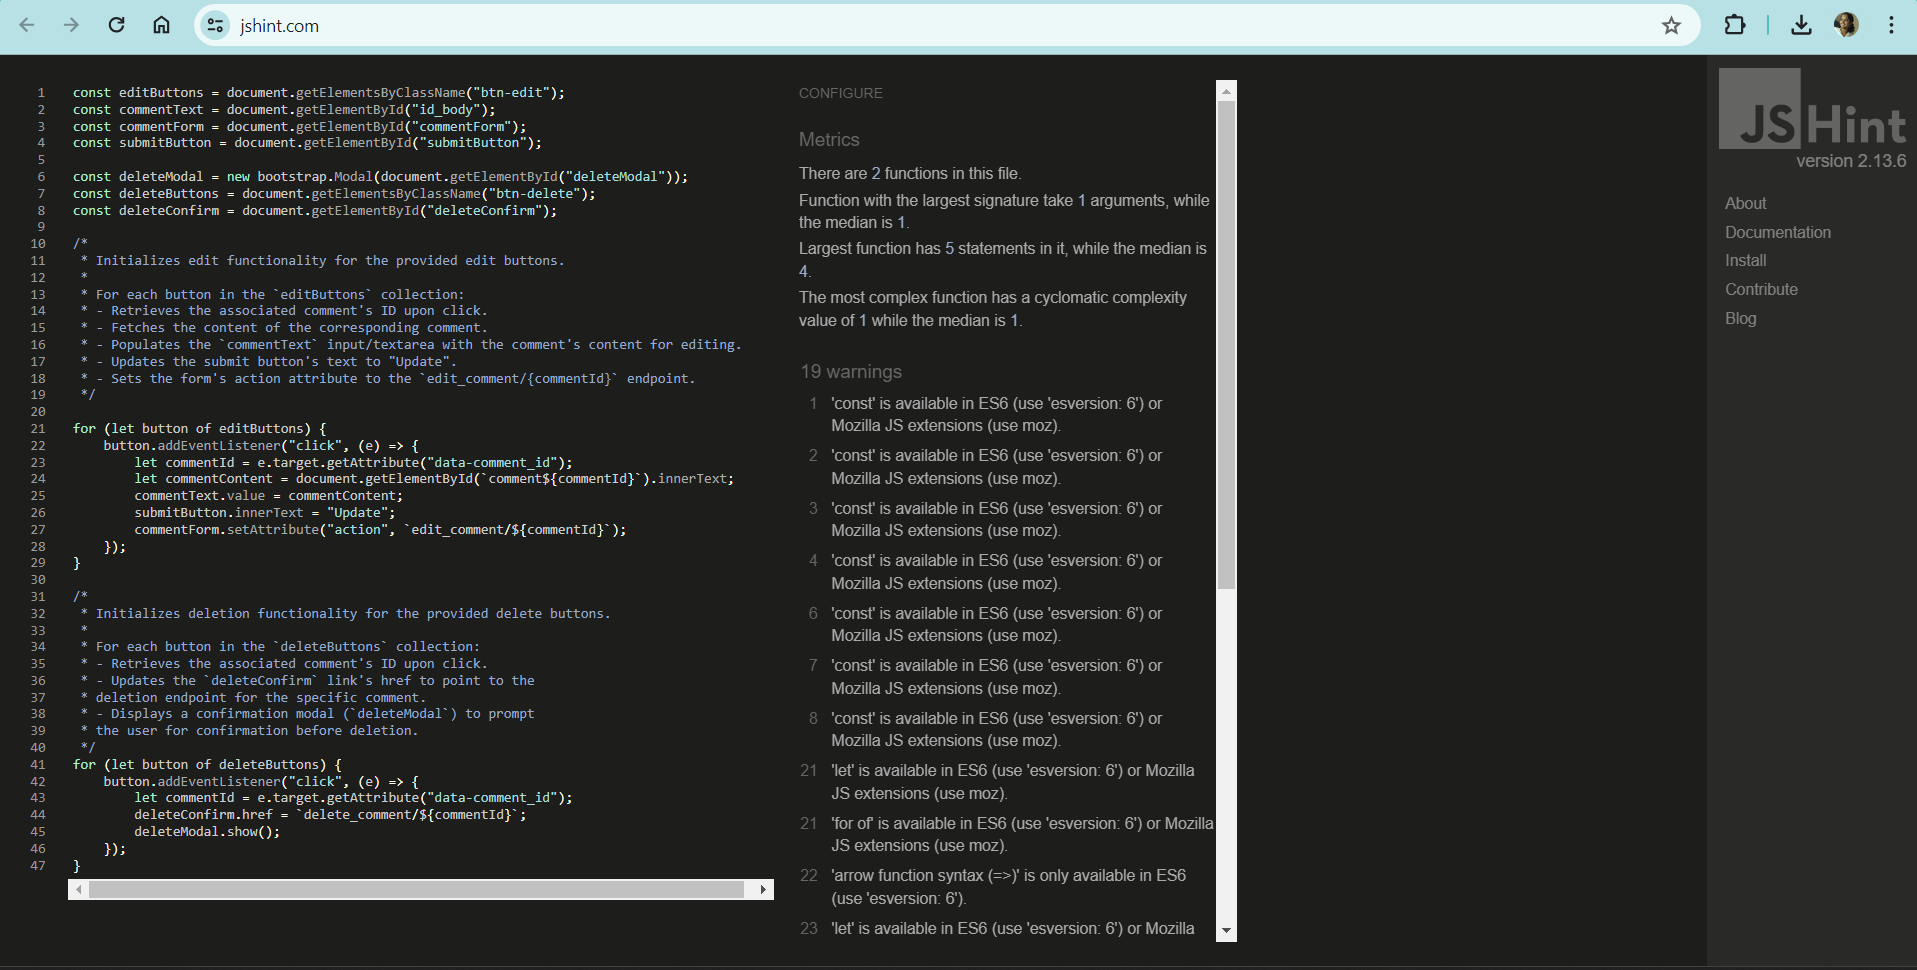 jshint.com
1 const editButtons = document.getElementsByClassName("btn-edit");
2 const commentText = document.getElementById("id_body");
3 const commentForm = document.getElementById("commentForm");
4 const submitButton = document.getElementById("submitButton");
5
6 const deleteModal = new bootstrap.Modal(document.getElementById("deleteModal"));
7 const deleteButtons = document.getElementsByClassName("btn-delete");
8 const deleteConfirm = document.getElementById("deleteConfirm");
9
10 /*
11  * Initializes edit functionality for the provided edit buttons.
12  *
13  * For each button in the `editButtons` collection:
14  * - Retrieves the associated comment's ID upon click.
15  * - Fetches the content of the corresponding comment.
16  * - Populates the `commentText` input/textarea with the comment's content for editing.
17  * - Updates the submit button's text to "Update".
18  * - Sets the form's action attribute to the `edit_comment/{commentId}` endpoint.
19  */
20
21 for (let button of editButtons) {
22     button.addEventListener("click", (e) => {
23         let commentId = e.target.getAttribute("data-comment_id");
24         let commentContent = document.getElementById(`comment${commentId}`).innerText;
25         commentText.value = commentContent;
26         submitButton.innerText = "Update";
27         commentForm.setAttribute("action", `edit_comment/${commentId}`);
28     });
29 }
30
31 /*
32  * Initializes deletion functionality for the provided delete buttons.
33  *
34  * For each button in the `deleteButtons` collection:
35  * - Retrieves the associated comment's ID upon click.
36  * - Updates the `deleteConfirm` link's href to point to the
37  * deletion endpoint for the specific comment.
38  * - Displays a confirmation modal (`deleteModal`) to prompt
39  * the user for confirmation before deletion.
40  */
41 for (let button of deleteButtons) {
42     button.addEventListener("click", (e) => {
43         let commentId = e.target.getAttribute("data-comment_id");
44         deleteConfirm.href = `delete_comment/${commentId}`;
45         deleteModal.show();
46     });
47 }
CONFIGURE
Metrics
There are 2 functions in this file.
Function with the largest signature take 1 arguments, while
the median is 1.
Largest function has 5 statements in it, while the median is
4.
The most complex function has a cyclomatic complexity
value of 1 while the median is 1.
19 warnings
1 'const' is available in ES6 (use 'esversion: 6') or
Mozilla JS extensions (use moz).
2 'const' is available in ES6 (use 'esversion: 6') or
Mozilla JS extensions (use moz).
3 'const' is available in ES6 (use 'esversion: 6') or
Mozilla JS extensions (use moz).
4 'const' is available in ES6 (use 'esversion: 6') or
Mozilla JS extensions (use moz).
6 'const' is available in ES6 (use 'esversion: 6') or
Mozilla JS extensions (use moz).
7 'const' is available in ES6 (use 'esversion: 6') or
Mozilla JS extensions (use moz).
8 'const' is available in ES6 (use 'esversion: 6') or
Mozilla JS extensions (use moz).
21 'let' is available in ES6 (use 'esversion: 6') or Mozilla
JS extensions (use moz).
21 'for of' is available in ES6 (use 'esversion: 6') or Mozilla
JS extensions (use moz).
22 'arrow function syntax (=>)' is only available in ES6
(use 'esversion: 6').
23 'let' is available in ES6 (use 'esversion: 6') or Mozilla
JSHint
version 2.13.6
About
Documentation
Install
Contribute
Blog